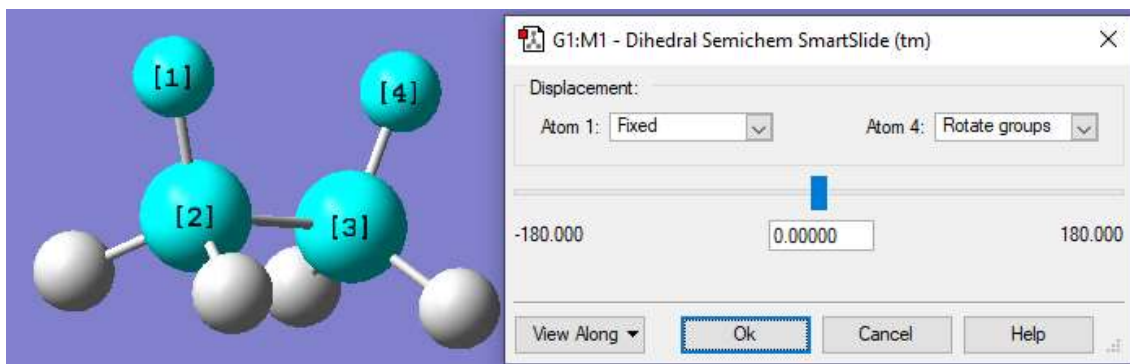 [1]
[4]
[2]
[3]
G1:M1 - Dihedral Semichem SmartSlide (tm)
Displacement:
Atom 1: Fixed
Atom 4: Rotate groups
-180.000
0.00000
180.000
View Along
Ok
Cancel
Help